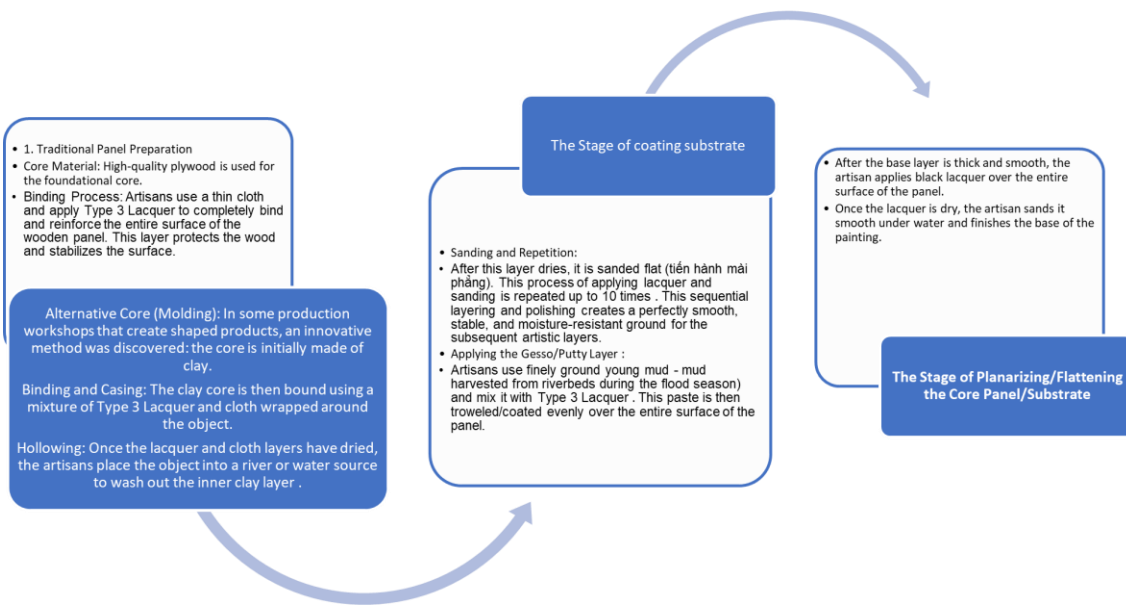 • 1. Traditional Panel Preparation
• Core Material: High-quality plywood is used for
the foundational core.
• Binding Process: Artisans use a thin cloth
and apply Type 3 Lacquer to completely bind
and reinforce the entire surface of the
wooden panel. This layer protects the wood
and stabilizes the surface.
Alternative Core (Molding): In some production
workshops that create shaped products, an innovative
method was discovered: the core is initially made of
clay.
Binding and Casing: The clay core is then bound using a
mixture of Type 3 Lacquer and cloth wrapped around
the object.
Hollowing: Once the lacquer and cloth layers have dried,
the artisans place the object into a river or water source
to wash out the inner clay layer .
The Stage of coating substrate
• Sanding and Repetition:
• After this layer dries, it is sanded flat (tiến hành mài
phẳng). This process of applying lacquer and
sanding is repeated up to 10 times . This sequential
layering and polishing creates a perfectly smooth,
stable, and moisture-resistant ground for the
subsequent artistic layers.
• Applying the Gesso/Putty Layer :
• Artisans use finely ground young mud - mud
harvested from riverbeds during the flood season)
and mix it with Type 3 Lacquer . This paste is then
troweled/coated evenly over the entire surface of the
panel.
• After the base layer is thick and smooth, the
artisan applies black lacquer over the entire
surface of the panel.
• Once the lacquer is dry, the artisan sands it
smooth under water and finishes the base of the
painting.
The Stage of Planarizing/Flattening
the Core Panel/Substrate